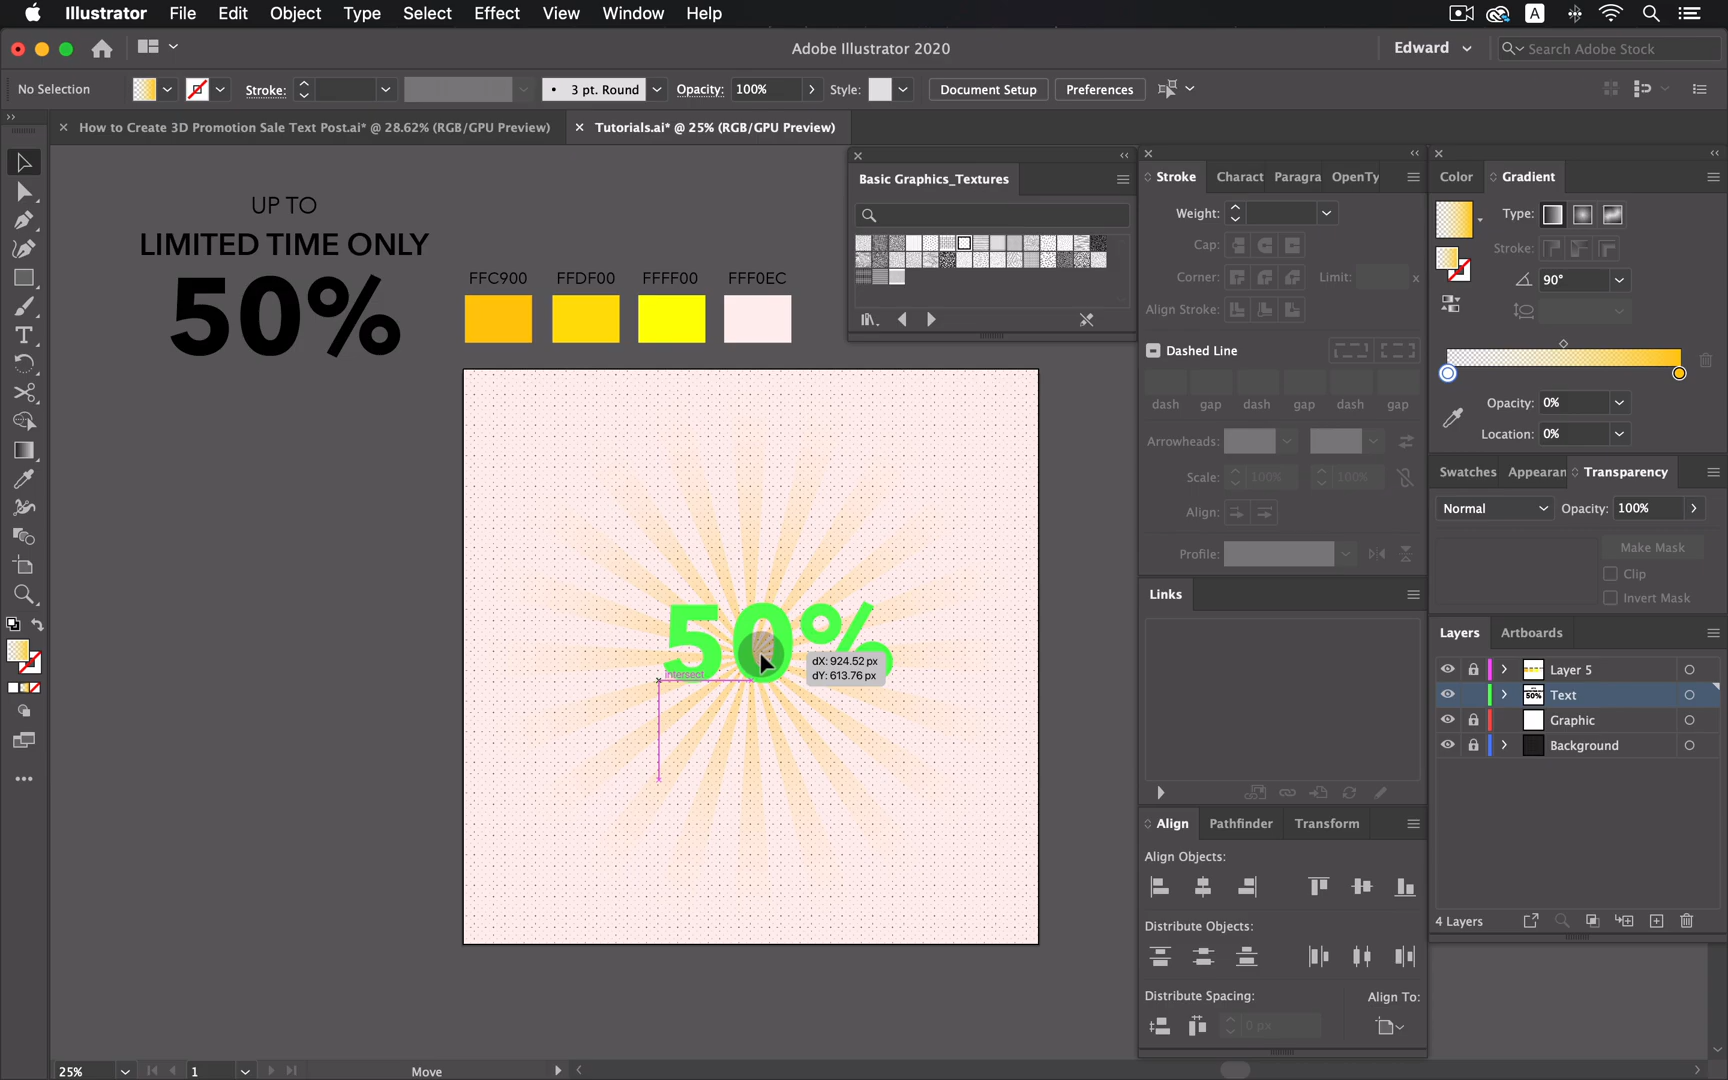 Illustrator File Edit Object Type Select Effect View Window Help
A
Adobe Illustrator 2020
Edward
Search Adobe Stock
No Selection
Stroke:
3 pt. Round
Opacity: 100%
Style:
Document Setup
Preferences
How to Create 3D Promotion Sale Text Post.ai* @ 28.62% (RGB/GPU Preview)
Tutorials.ai* @ 25% (RGB/GPU Preview)
UP TO
LIMITED TIME ONLY
50%
FFC900 FFDF00 FFFF00 FFF0EC
Basic Graphics_Textures
50%
intersect
dX: 924.52 px
dY: 613.76 px
Stroke Charact Paragra OpenTy
Weight:
Cap:
Corner: Limit: x
Align Stroke:
Dashed Line
dash gap dash gap dash gap
Arrowheads:
Scale: 100% 100%
Align:
Profile:
Links
Align Pathfinder Transform
Align Objects:
Distribute Objects:
Distribute Spacing: Align To:
0 px
Color Gradient
Type:
Stroke:
90°
Opacity: 0%
Location: 0%
Swatches Appearan Transparency
Normal Opacity: 100%
Make Mask
Clip
Invert Mask
Layers Artboards
Layer 5
50% Text
Graphic
Background
4 Layers
25% 1 Move